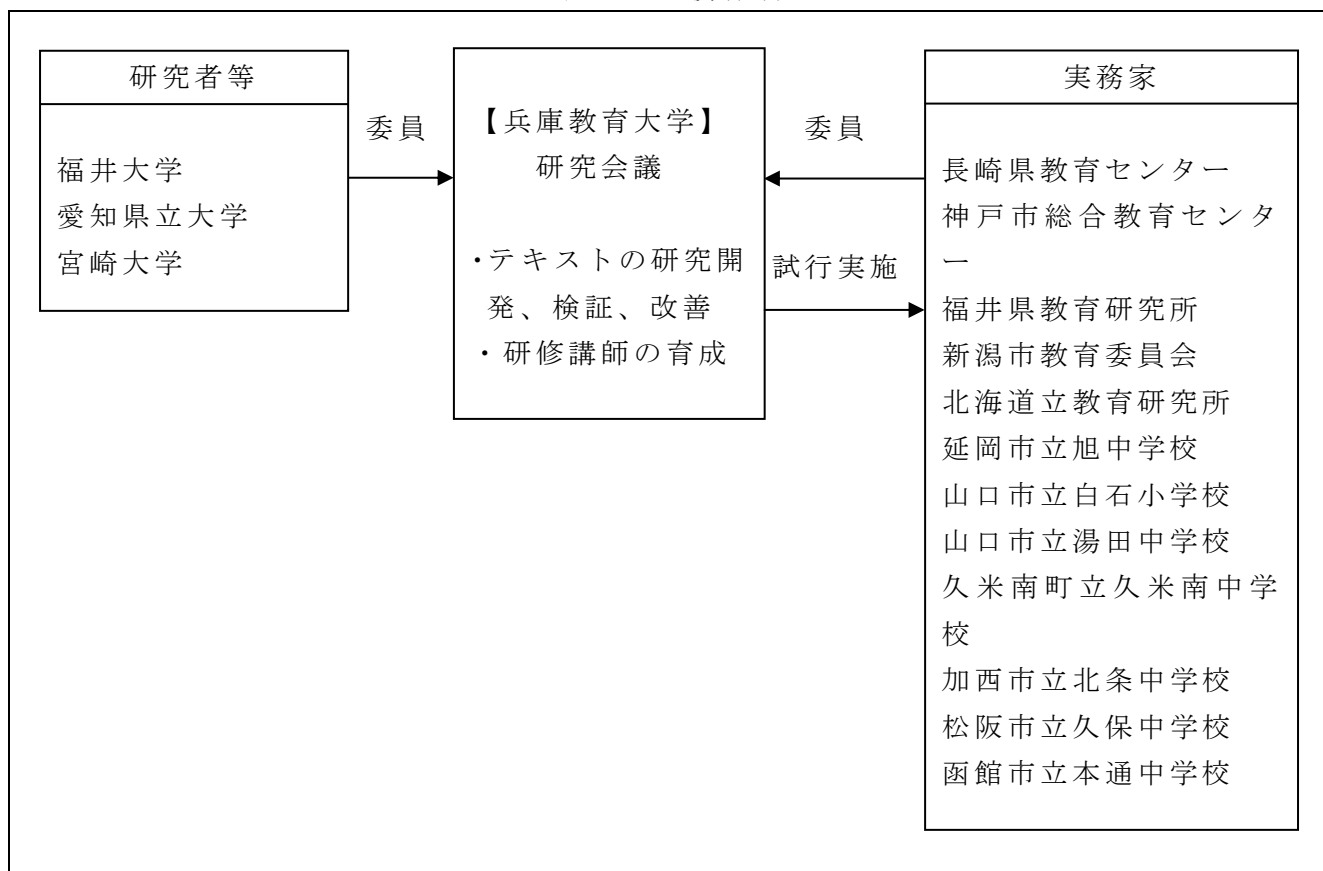 研究者等
福井大学
愛知県立大学
宮崎大学
委員
【兵庫教育大学】
研究会議
・テキストの研究開
発、検証、改善
・研修講師の育成
委員
試行実施
実務家
長崎県教育センター
神戸市総合教育センタ
ー
福井県教育研究所
新潟市教育委員会
北海道立教育研究所
延岡市立旭中学校
山口市立白石小学校
山口市立湯田中学校
久米南町立久米南中学
校
加西市立北条中学校
松阪市立久保中学校
函館市立本通中学校